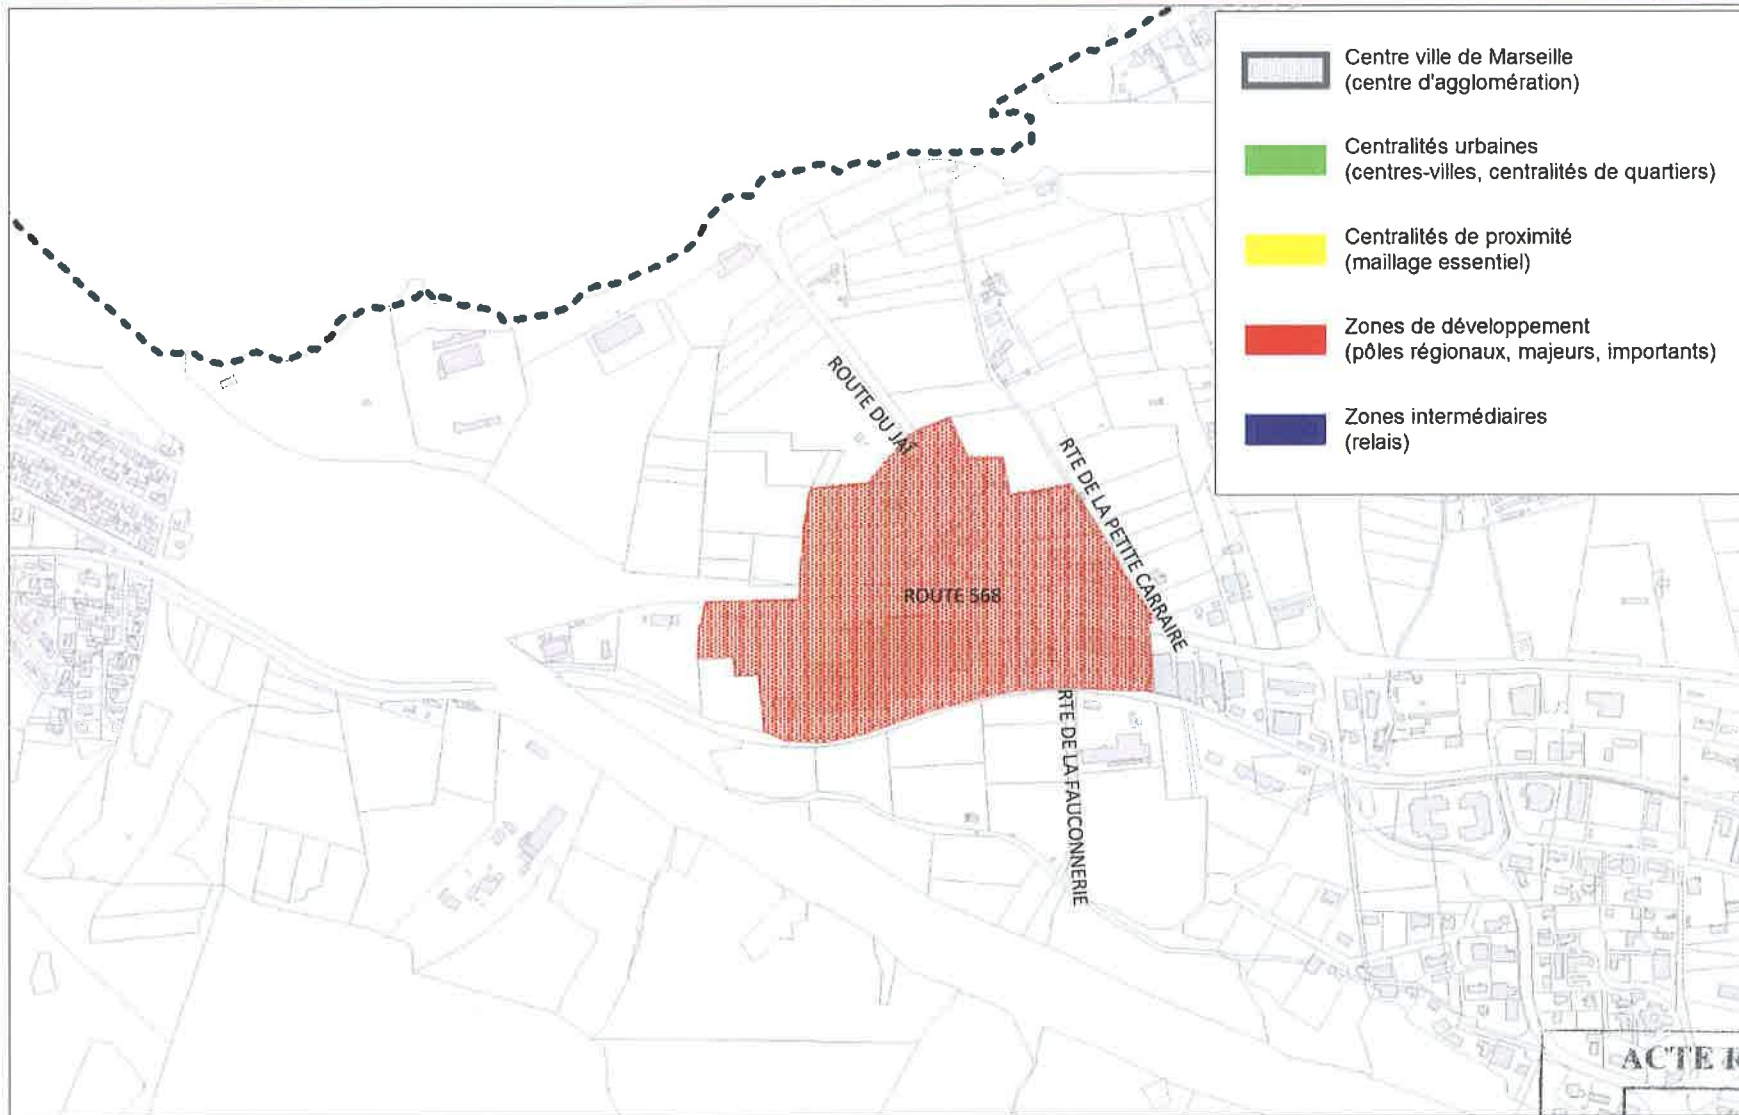 Centre ville de Marseille
(centre d'agglomération)
Centralités urbaines
(centres-villes, centralités de quartiers)
Centralités de proximité
(maillage essentiel)
Zones de développement
(pôles régionaux, majeurs, importants)
Zones intermédiaires
(relais)
ROUTE DU JAÏ
RTE DE LA PETITE CARRAIRE
ROUTE 568
RTE DE LA FAUCONNERIE
ACTE